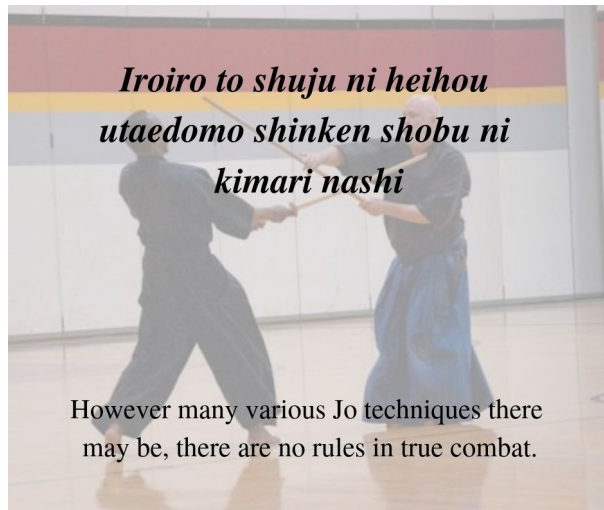 Iroiro to shuju ni heihou
utaedomo shinken shobu ni
kimari nashi
However many various Jo techniques there
may be, there are no rules in true combat.